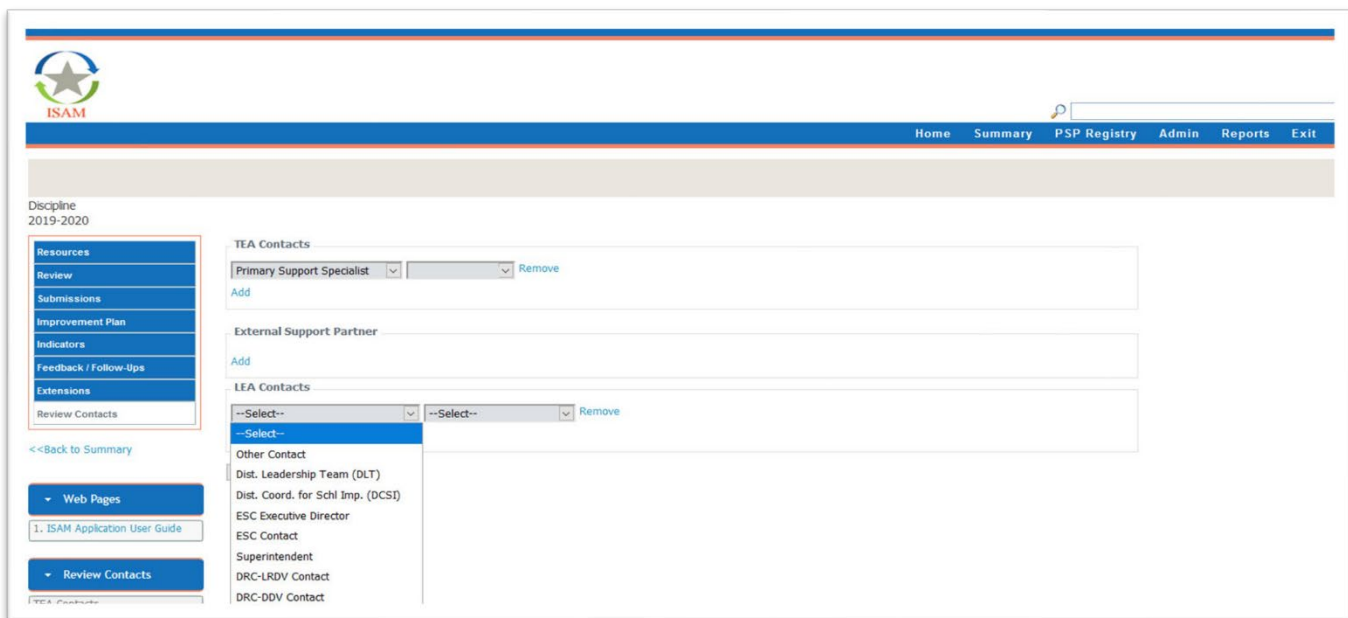 ISAM
Home Summary PSP Registry Admin Reports Exit
Discipline
2019-2020
Resources
Review
Submissions
Improvement Plan
Indicators
Feedback / Follow-Ups
Extensions
Review Contacts
<<Back to Summary
Web Pages
1. ISAM Application User Guide
Review Contacts
TEA Contacts
TEA Contacts
Primary Support Specialist Remove
Add
External Support Partner
Add
LEA Contacts
--Select-- --Select-- Remove
--Select--
Other Contact
Dist. Leadership Team (DLT)
Dist. Coord. for Schl Imp. (DCSI)
ESC Executive Director
ESC Contact
Superintendent
DRC-LRDV Contact
DRC-DDV Contact